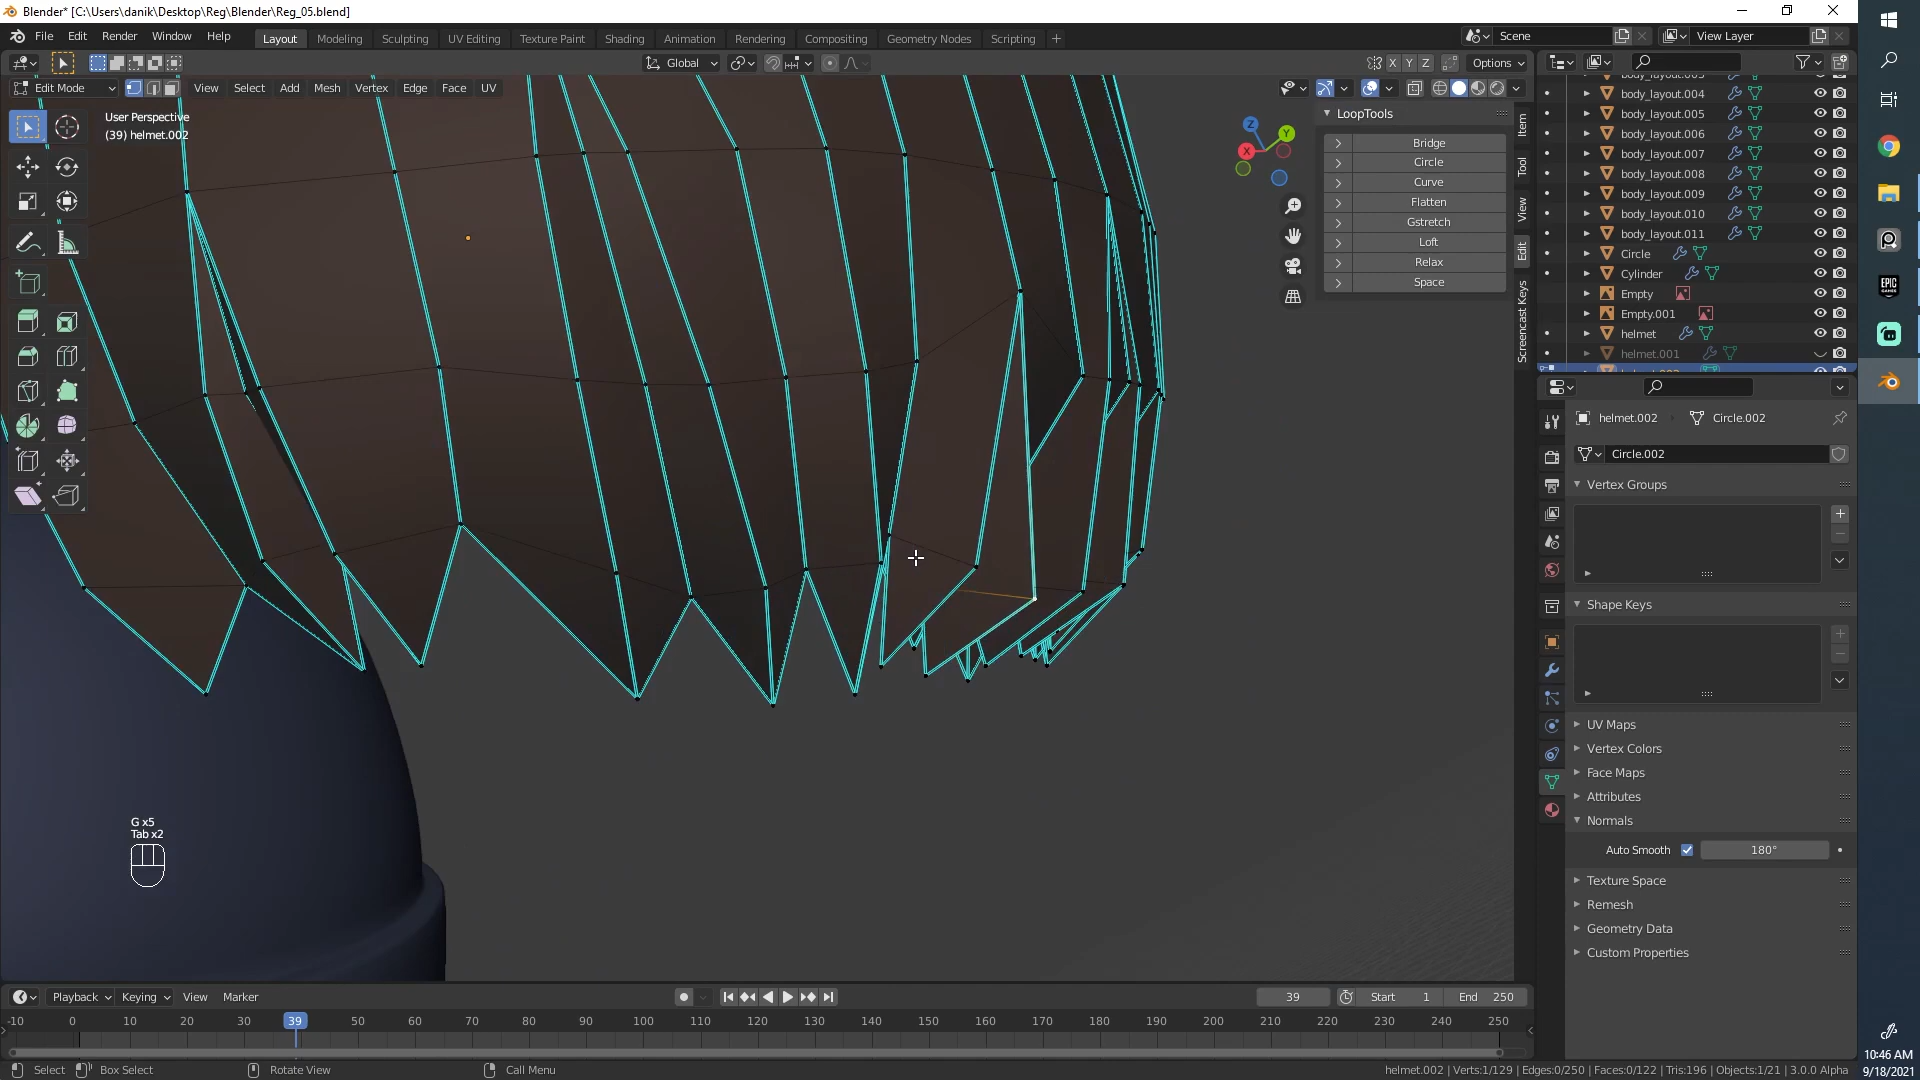 Blender* [C:\Users\danik\Desktop\Reg\Blender\Reg_05.blend]
File Edit Render Window Help
Layout Modeling Sculpting UV Editing Texture Paint Shading Animation Rendering Compositing Geometry Nodes Scripting +
Scene
View Layer
Global
X Y Z
Options
Edit Mode
View Select Add Mesh Vertex Edge Face UV
User Perspective
(39) helmet.002
LoopTools
Bridge
Circle
Curve
Flatten
Gstretch
Loft
Relax
Space
Item
Tool
View
Edit
Screencast Keys
Z
Y
X
body_layout.003
body_layout.004
body_layout.005
body_layout.006
body_layout.007
body_layout.008
body_layout.009
body_layout.010
body_layout.011
Circle
Cylinder
Empty
Empty.001
helmet
helmet.001
helmet.002
helmet.002
Circle.002
Circle.002
Vertex Groups
Shape Keys
UV Maps
Vertex Colors
Face Maps
Attributes
Normals
Auto Smooth
180°
Texture Space
Remesh
Geometry Data
Custom Properties
G x5
Tab x2
Playback Keying View Marker
39
Start 1
End 250
-10 0 10 20 30 39 50 60 70 80 90 100 110 120 130 140 150 160 170 180 190 200 210 220 230 240 250
Select Box Select Rotate View Call Menu
helmet.002 | Verts:1/129 | Edges:0/250 | Faces:0/122 | Tris:196 | Objects:1/21 | 3.0.0 Alpha
EPIC
GAMES
10:46 AM
9/18/2021